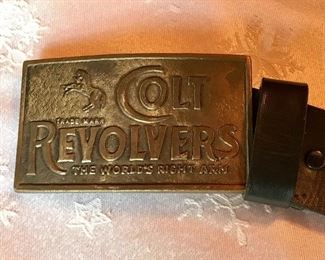 COLT
TRADE MARK
REVOLVERS
THE WORLD'S RIGHT ARM